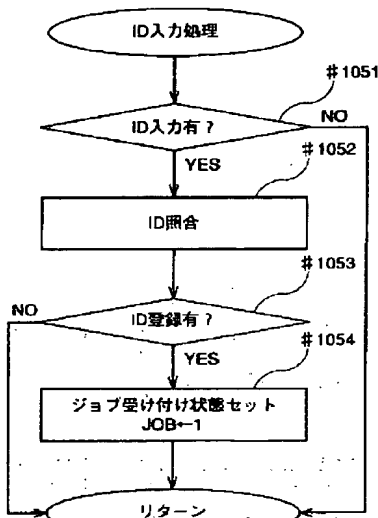 ID入力処理
#1051
ID入力有?
NO
#1052
YES
ID照合
#1053
NO
ID登録有?
#1054
YES
ジョブ受け付け状態セット
JOB←1
リターン